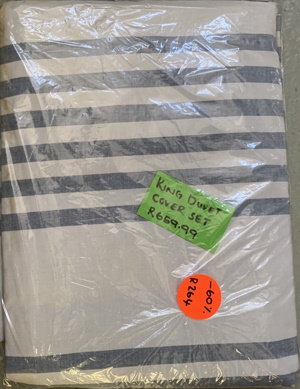 KING DUVET
COVER SET
R659.99
-60%
R264